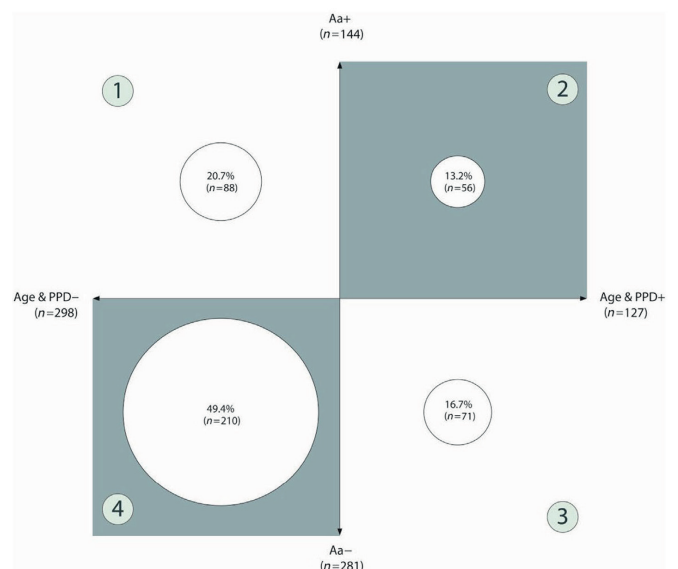 Aa+
(n=144)
1
2
20.7%
(n=88)
13.2%
(n=56)
Age & PPD−
(n=298)
Age & PPD+
(n=127)
49.4%
(n=210)
16.7%
(n=71)
4
3
Aa−
(n=281)